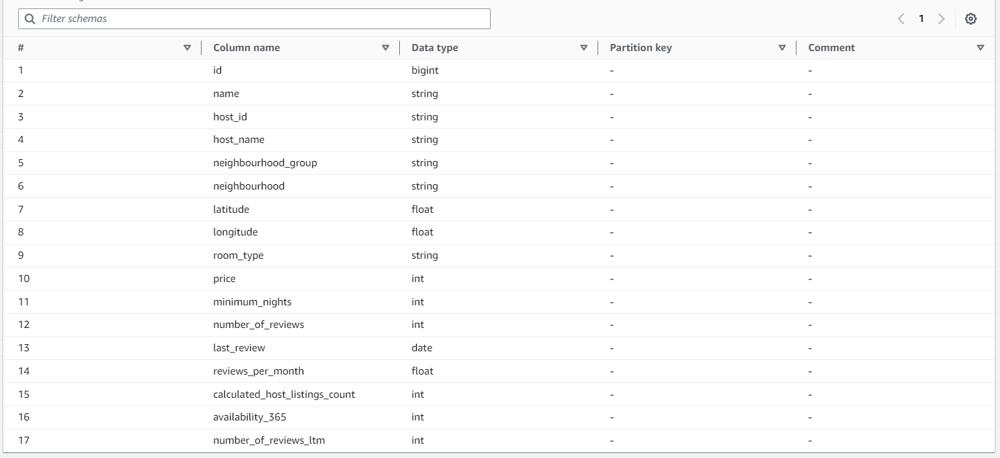 Filter schemas
1
# Column name Data type Partition key Comment
1 id bigint - -
2 name string - -
3 host_id string - -
4 host_name string - -
5 neighbourhood_group string - -
6 neighbourhood string - -
7 latitude float - -
8 longitude float - -
9 room_type string - -
10 price int - -
11 minimum_nights int - -
12 number_of_reviews int - -
13 last_review date - -
14 reviews_per_month float - -
15 calculated_host_listings_count int - -
16 availability_365 int - -
17 number_of_reviews_ltm int - -